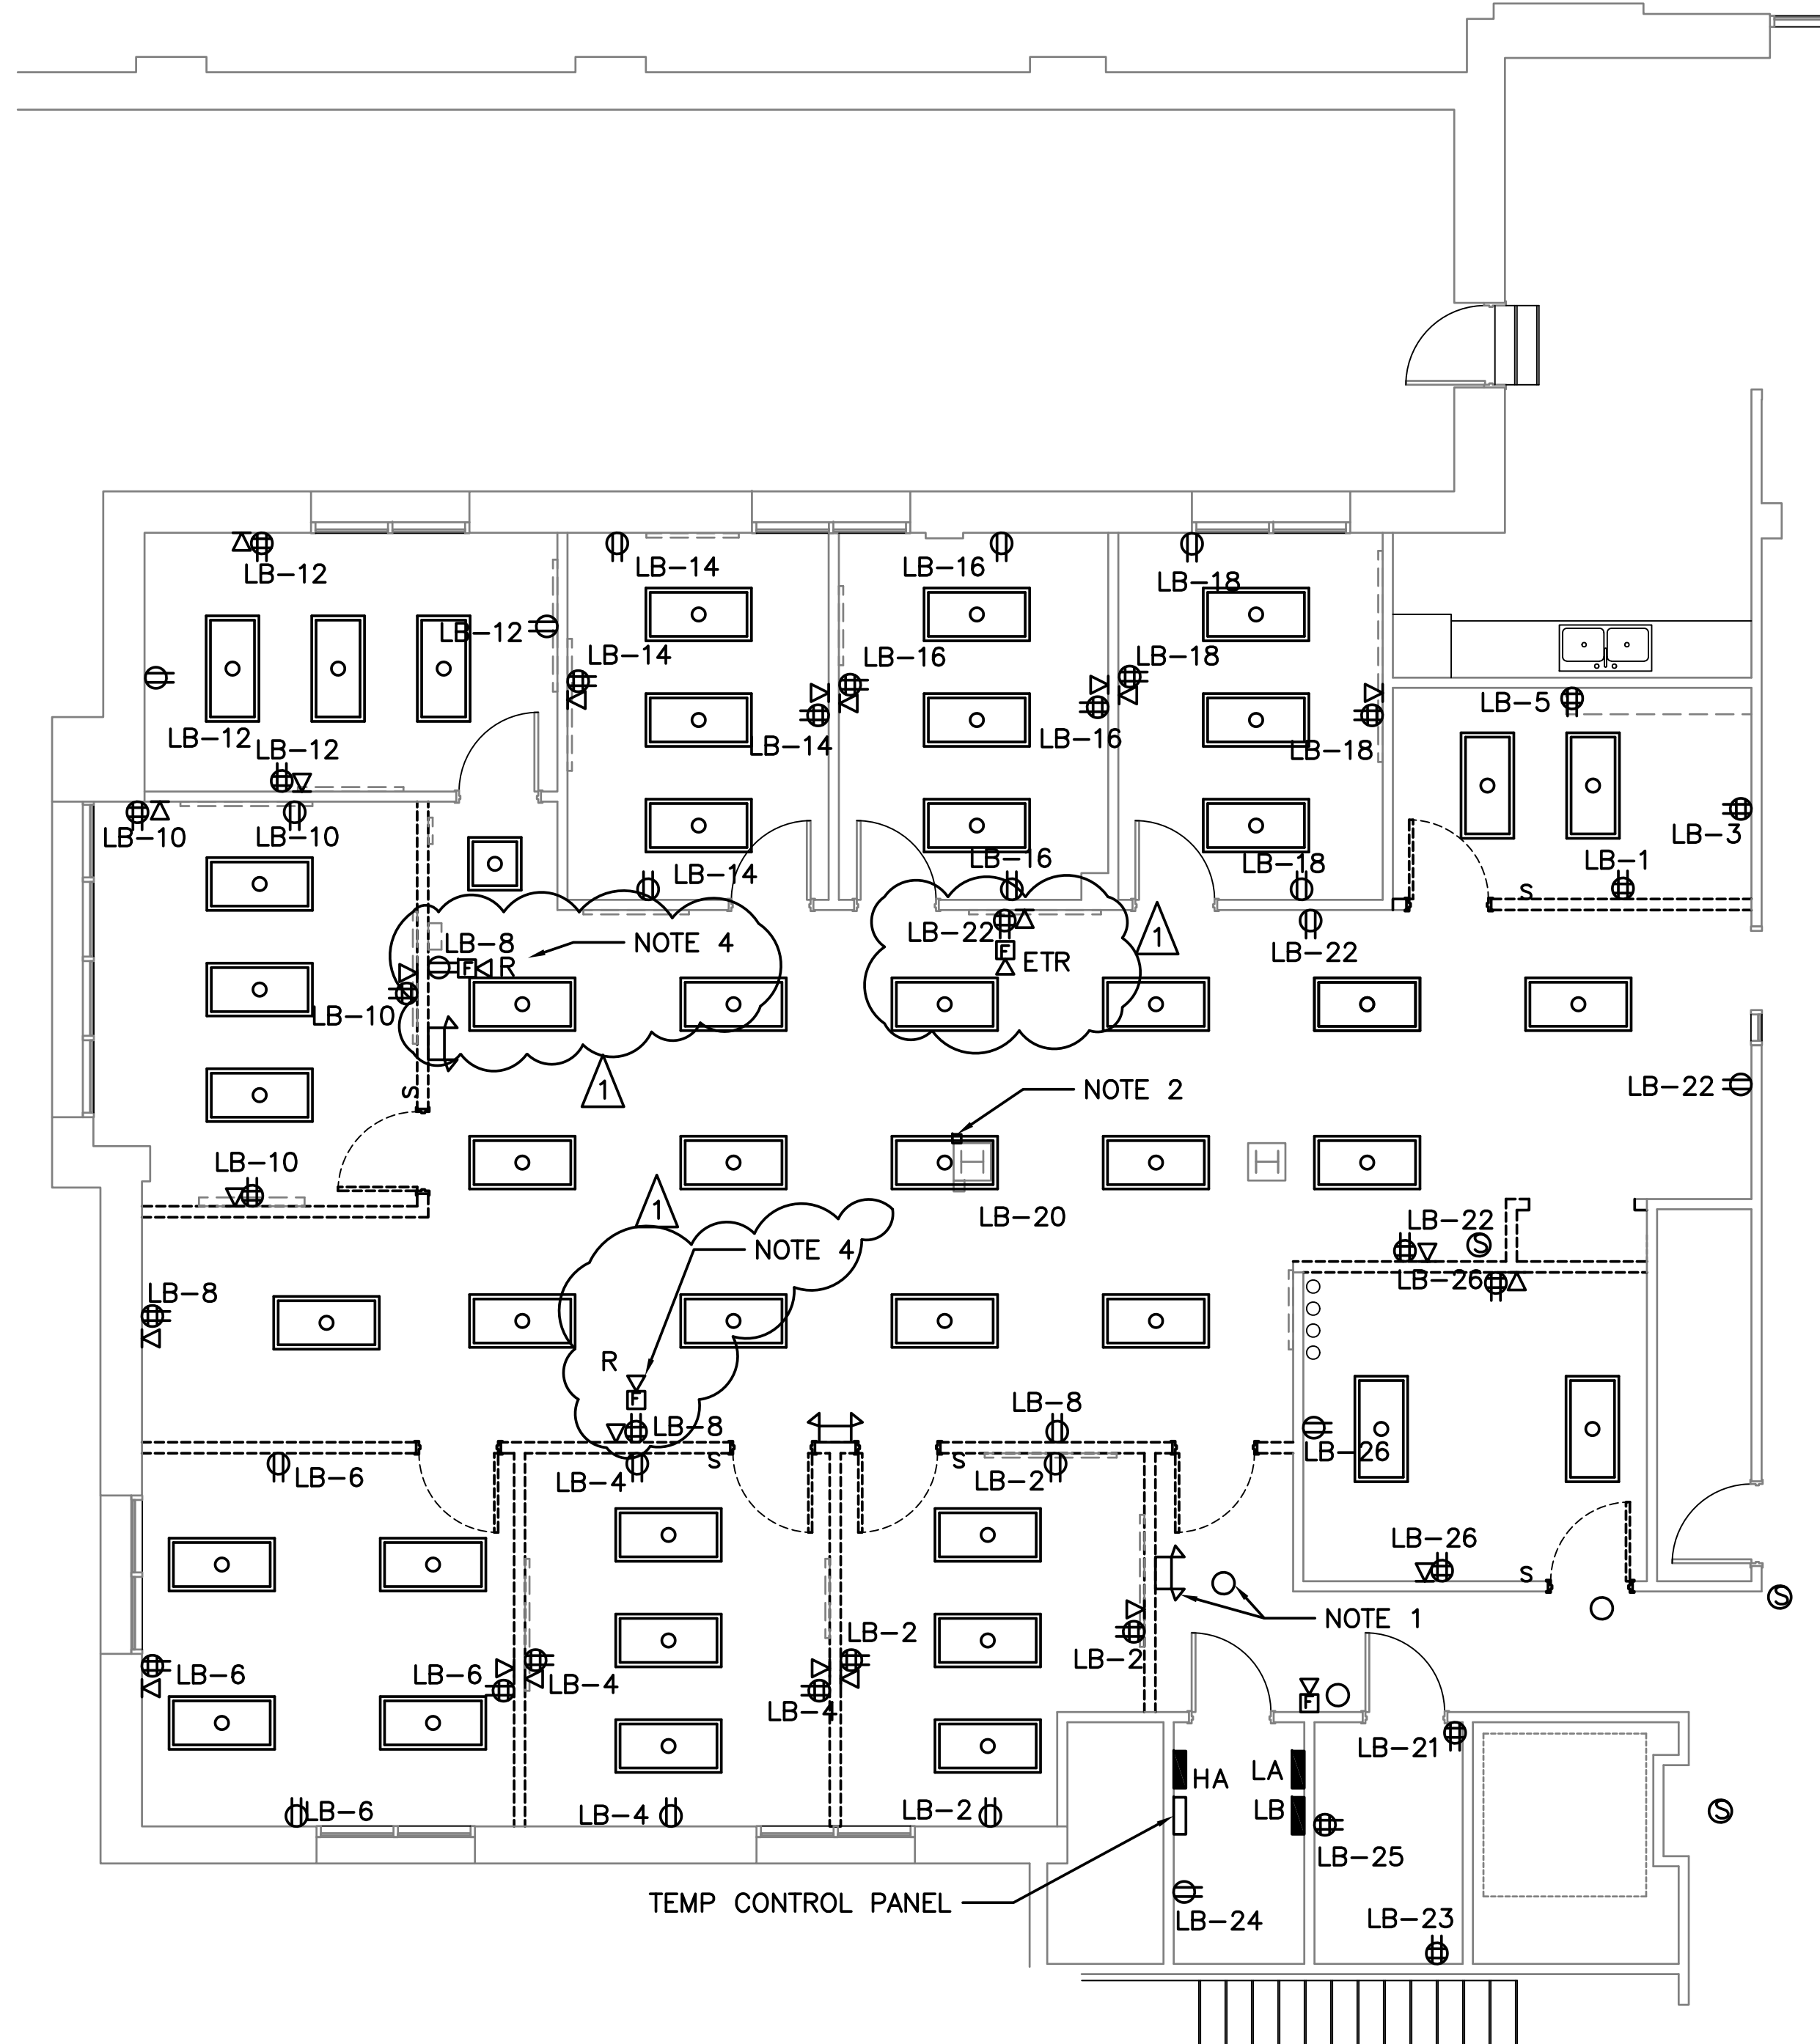 LB-12
LB-14
LB-16
LB-18
LB-12
LB-14
LB-16
LB-18
LB-5
LB-12
LB-12
LB-14
LB-16
LB-18
LB-3
LB-10
LB-10
LB-14
LB-16
LB-18
LB-1
S
LB-8
NOTE 4
F
R
LB-22
F
ETR
1
LB-22
LB-10
1
S
NOTE 2
LB-22
LB-10
1
LB-20
LB-22
S
NOTE 4
LB-26
LB-8
R
F
LB-8
LB-8
LB-26
S
S
LB-6
LB-4
LB-2
LB-26
S
S
NOTE 1
LB-2
LB-2
LB-6
LB-6
LB-4
LB-4
F
LB-21
HA
LA
LB
S
LB-6
LB-4
LB-2
LB-25
TEMP CONTROL PANEL
LB-24
LB-23